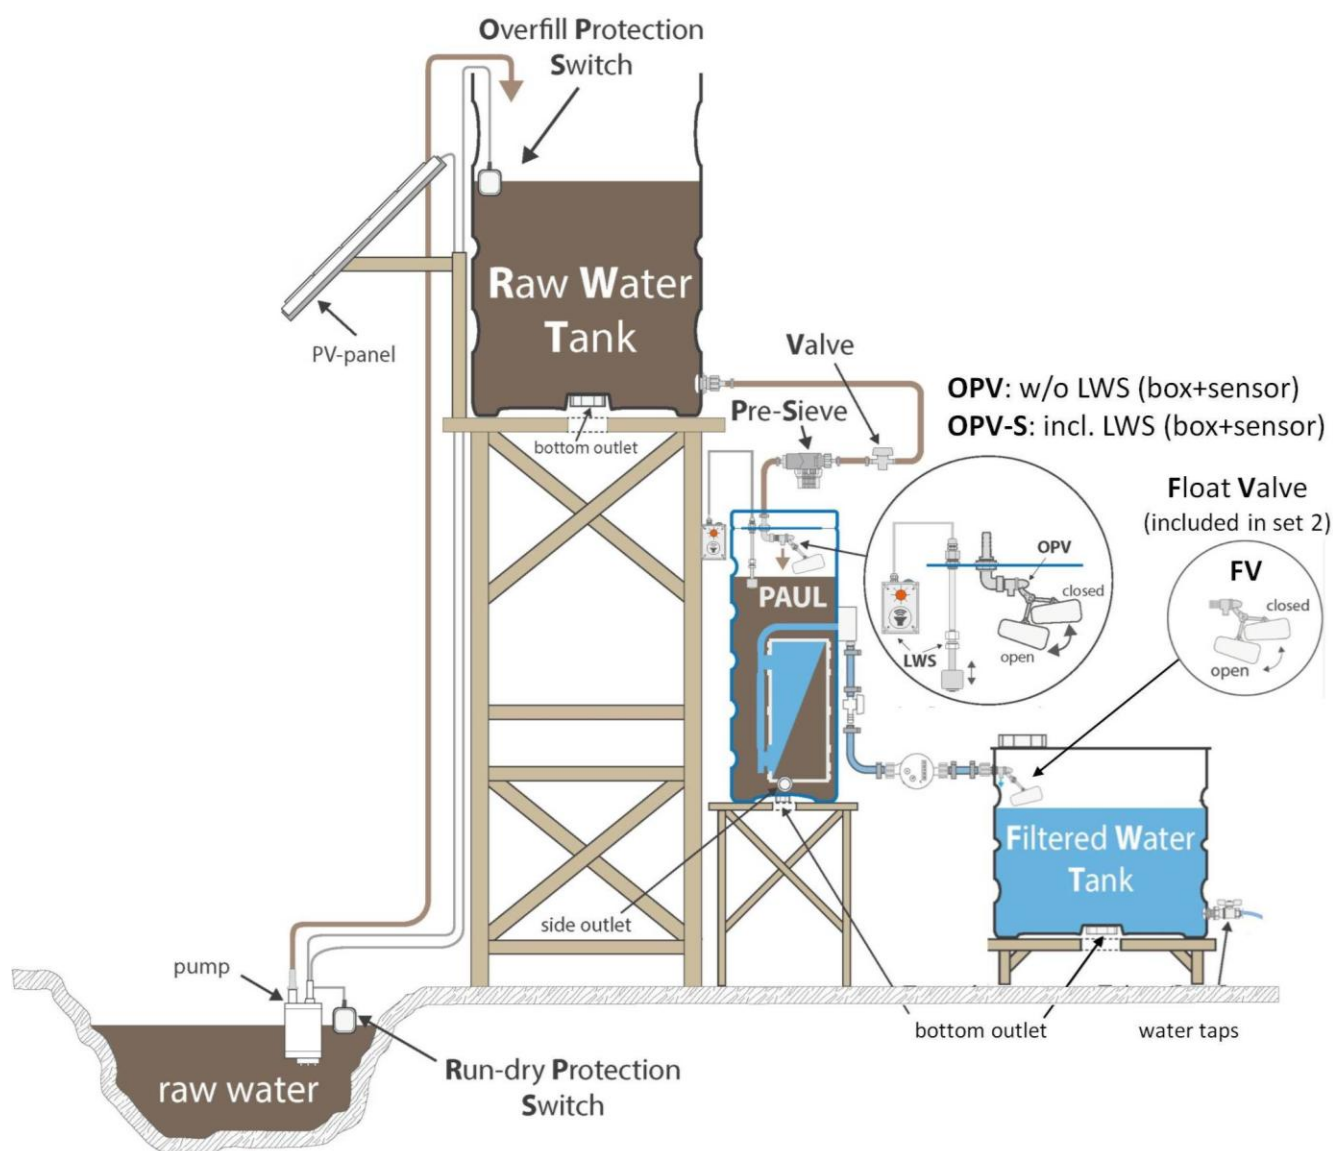 Overfill Protection
Switch
Raw Water
Tank
PV-panel
bottom outlet
Valve
Pre-Sieve
OPV: w/o LWS (box+sensor)
OPV-S: incl. LWS (box+sensor)
Float Valve
(included in set 2)
FV
closed
open
OPV
closed
open
LWS
PAUL
Filtered Water
Tank
side outlet
pump
raw water
Run-dry Protection
Switch
bottom outlet
water taps